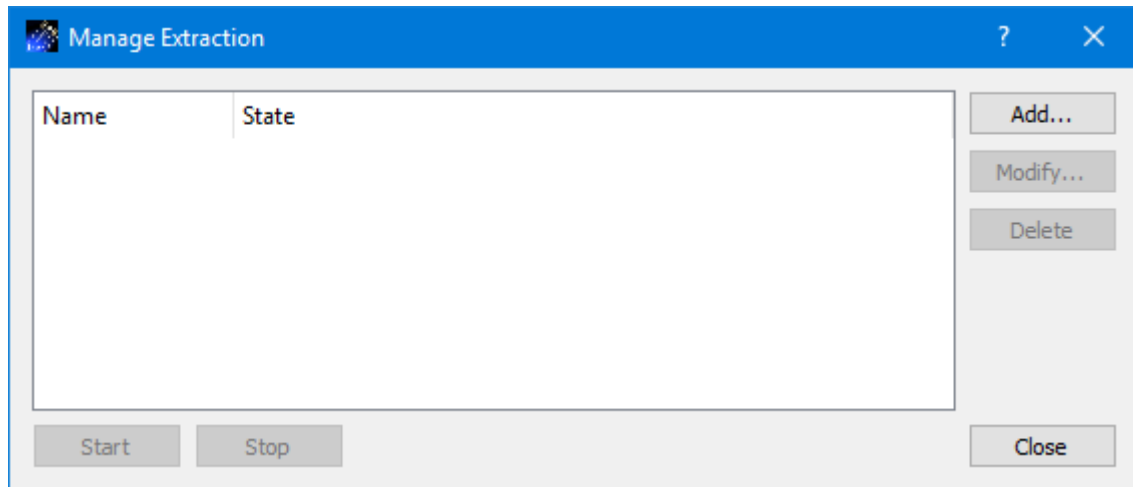 Manage Extraction ?
Name State
Add...
Modify...
Delete
Start Stop Close